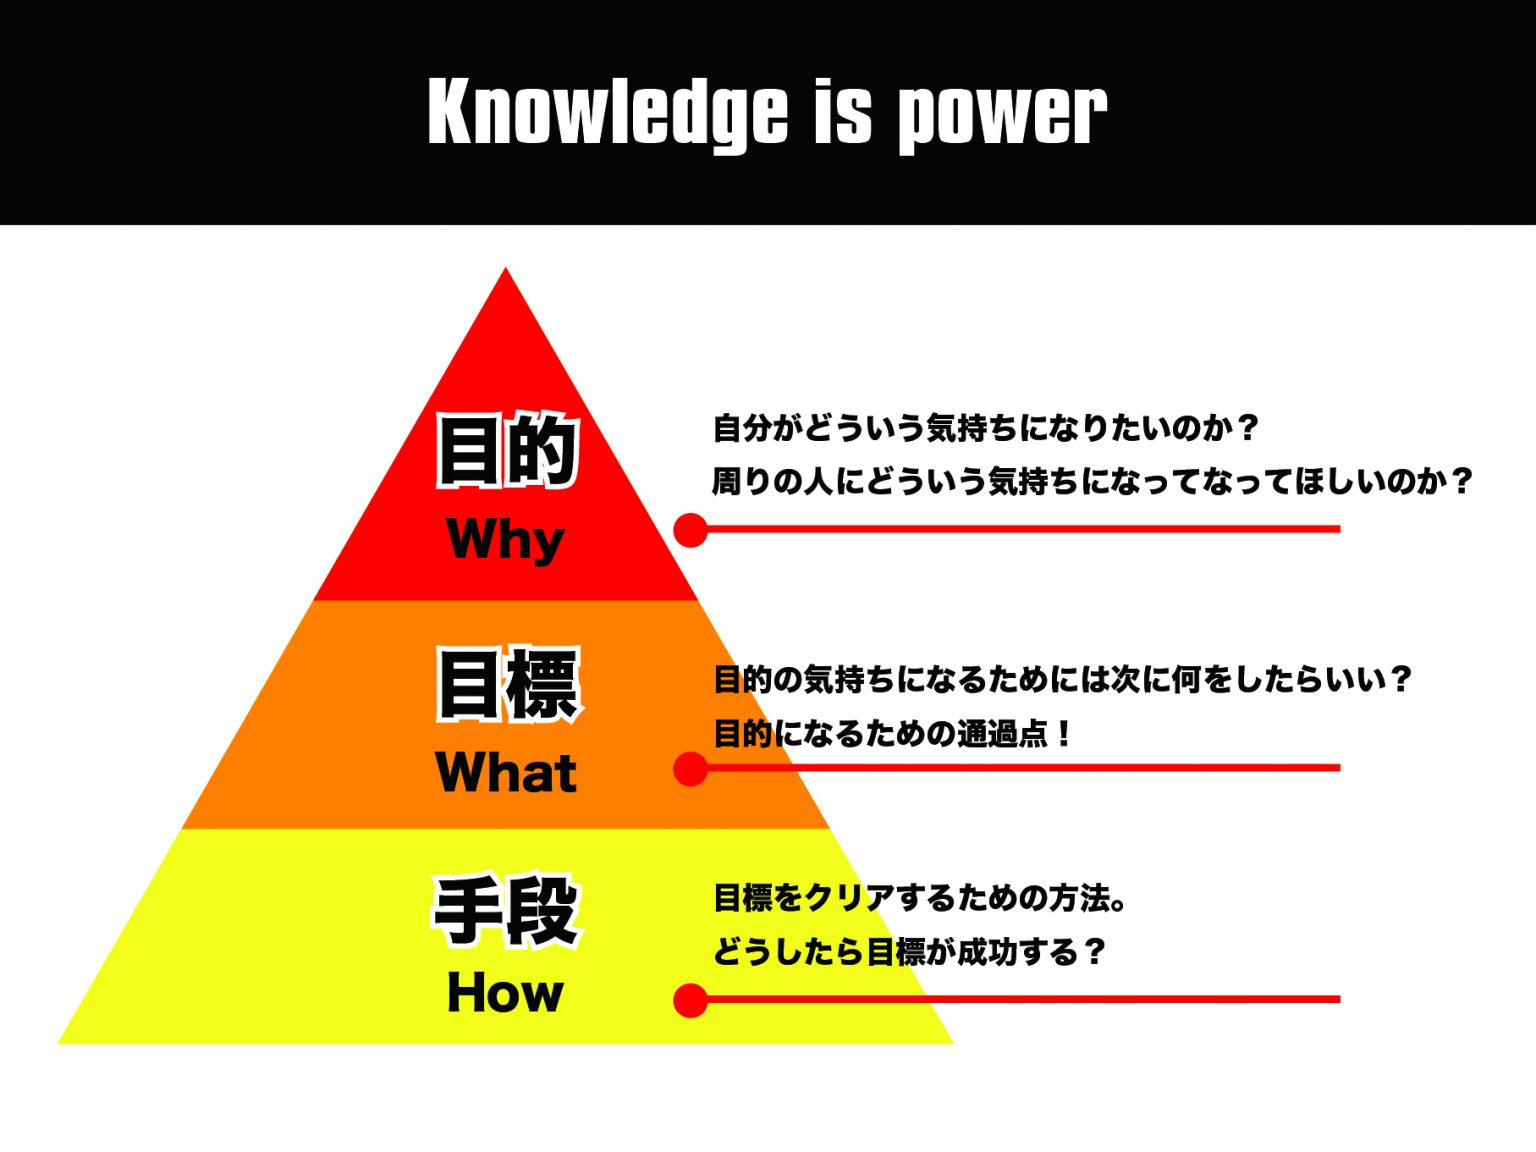 Knowledge is power
目的
Why
自分がどういう気持ちになりたいのか？
周りの人にどういう気持ちになってなってほしいのか？
目標
What
目的の気持ちになるためには次に何をしたらいい？
目的になるための通過点！
手段
How
目標をクリアするための方法。
どうしたら目標が成功する？